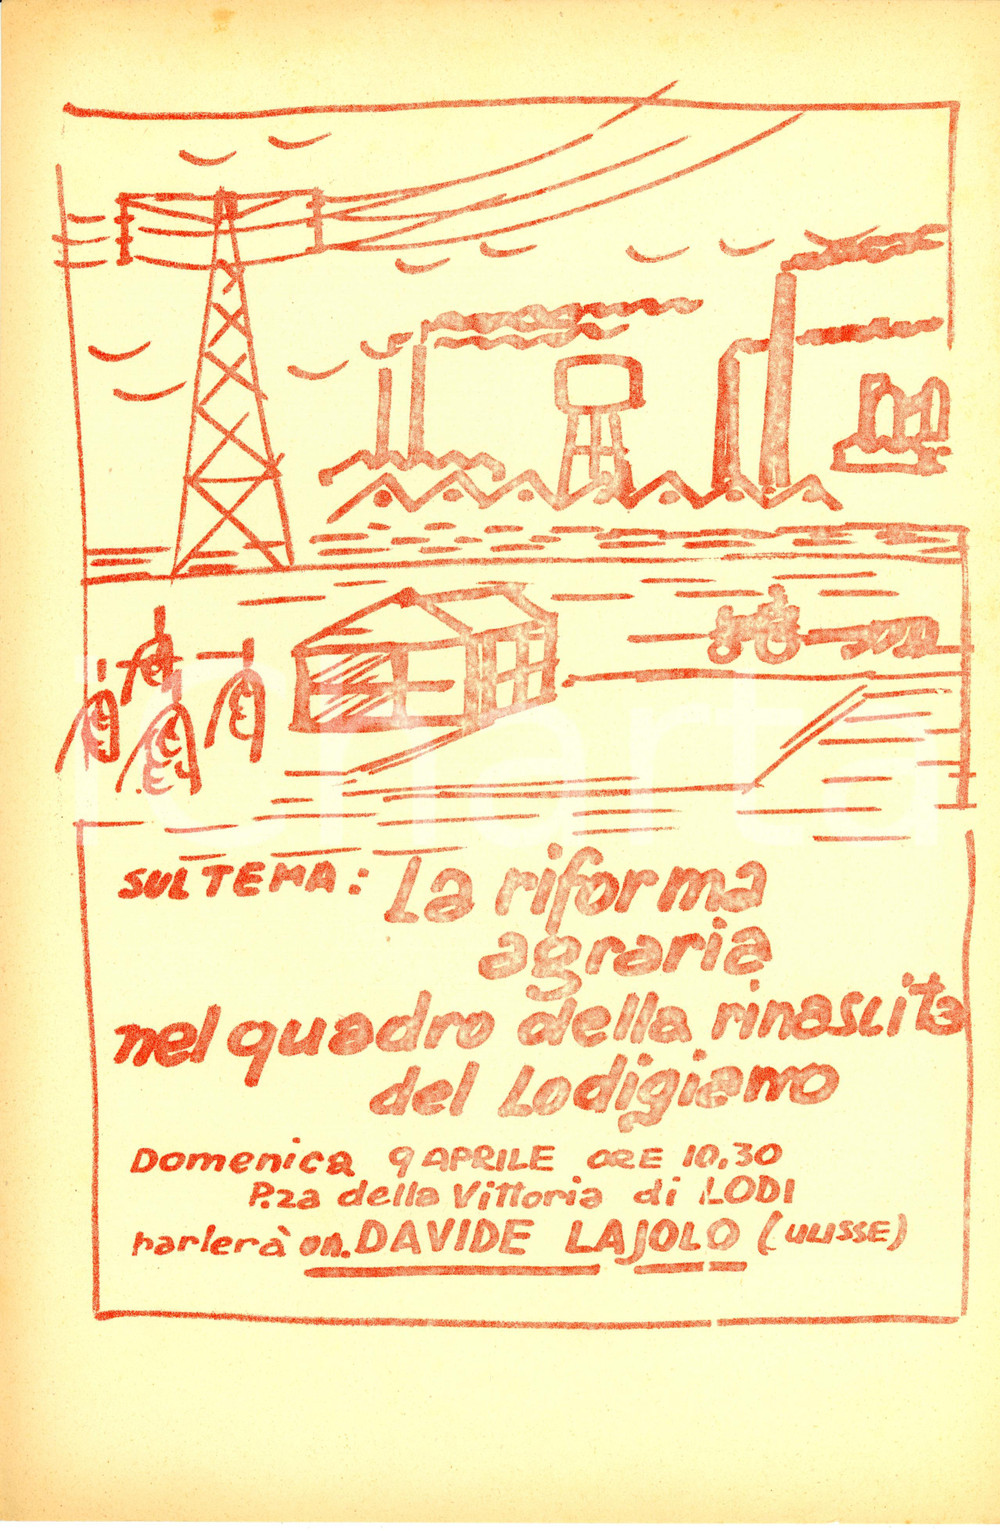 SUL TEMA: La riforma
agraria
nel quadro della rinascita
del Lodigiano
Domenica 9 APRILE ORE 10.30
P.za della Vittoria di LODI
parlerà on. DAVIDE LAJOLO (ULISSE)